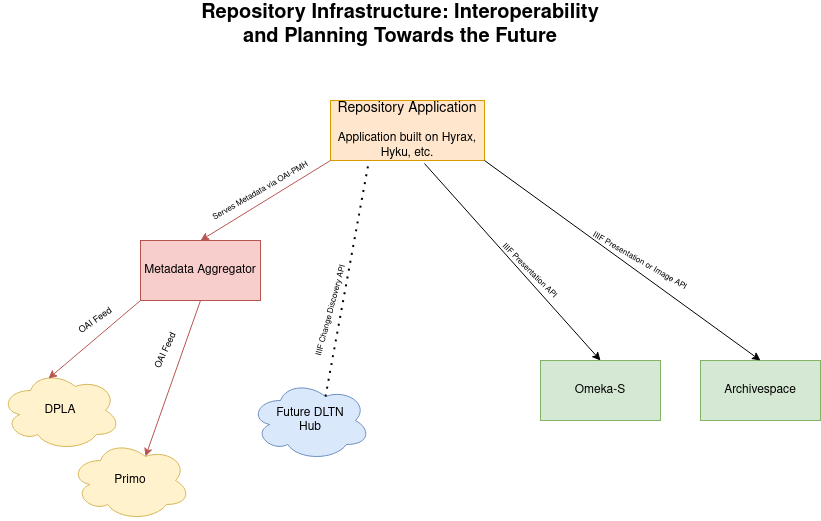 Repository Infrastructure: Interoperability
and Planning Towards the Future
Repository Application
Application built on Hyrax,
Hyku, etc.
Serves Metadata via OAI-PMH
IIIF Change Discovery API
IIIF Presentation API
IIIF Presentation or Image API
Metadata Aggregator
OAI Feed
OAI Feed
DPLA
Primo
Future DLTN
Hub
Omeka-S
Archivespace